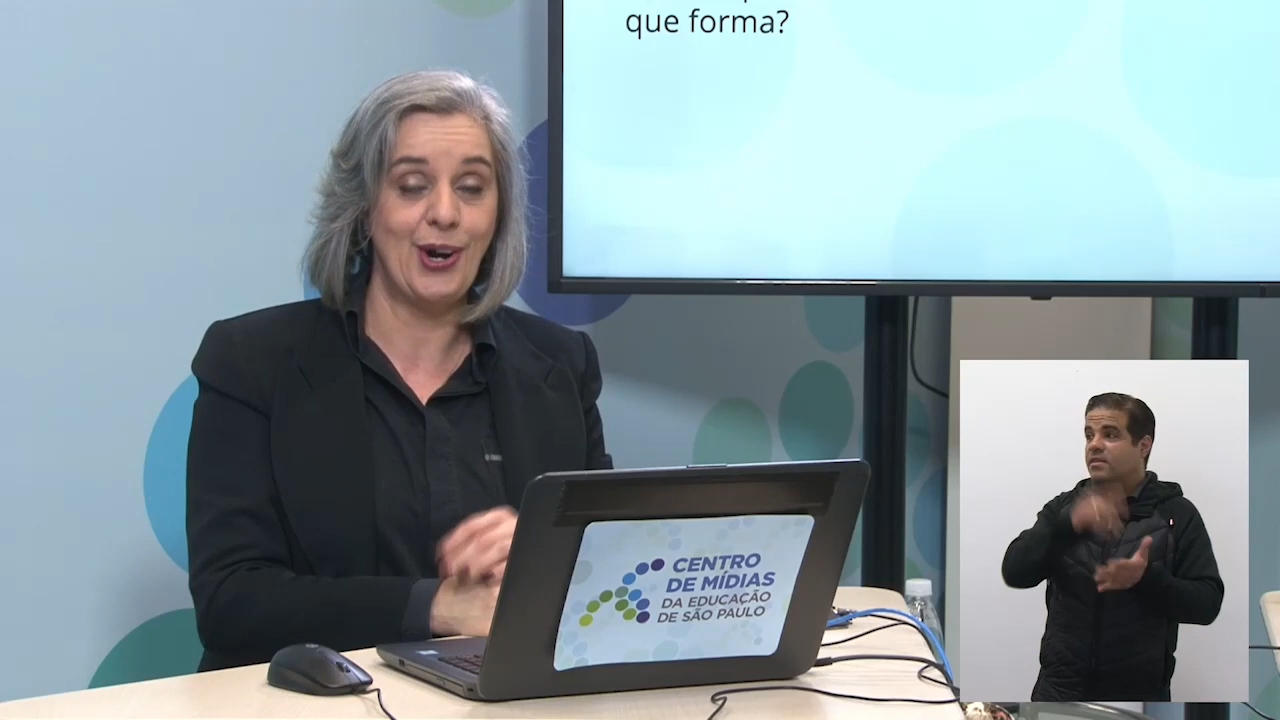 que forma?
CENTRO
DE MÍDIAS
DA EDUCAÇÃO
DE SÃO PAULO